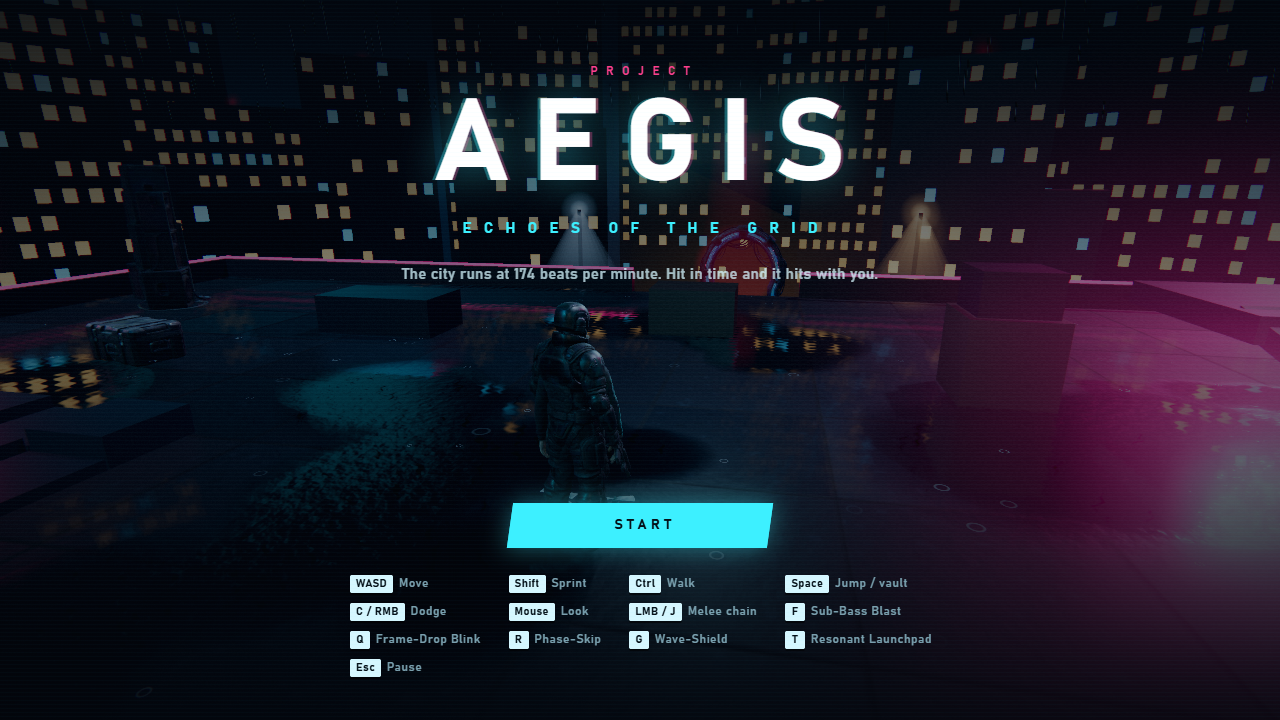 PROJECT
AEGIS
ECHOES OF THE GRID
The city runs at 174 beats per minute. Hit in time and it hits with you.
START
WASD Move Shift Sprint Ctrl Walk Space Jump / vault
C / RMB Dodge Mouse Look LMB / J Melee chain F Sub-Bass Blast
Q Frame-Drop Blink R Phase-Skip G Wave-Shield T Resonant Launchpad
Esc Pause